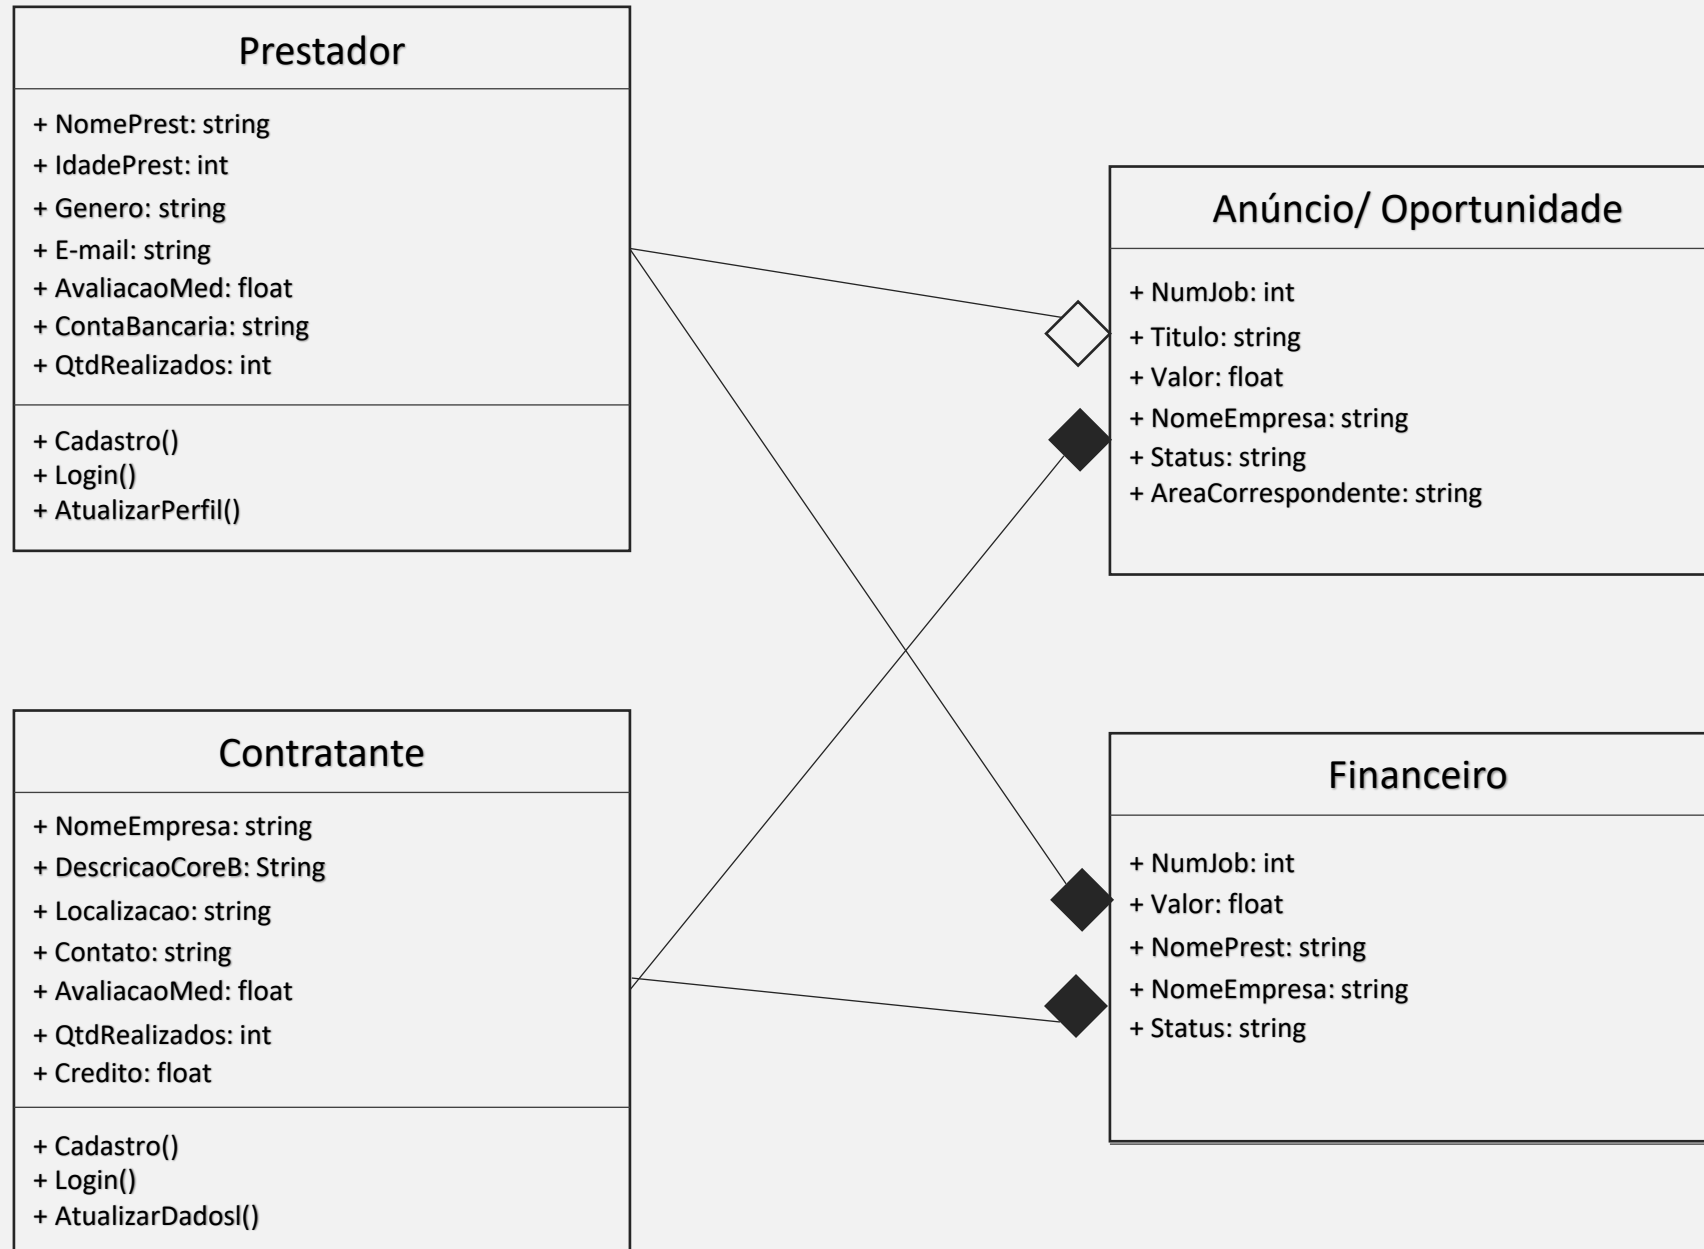 Prestador
+ NomePrest: string
+ IdadePrest: int
+ Genero: string
+ E-mail: string
+ AvaliacaoMed: float
+ ContaBancaria: string
+ QtdRealizados: int
+ Cadastro()
+ Login()
+ AtualizarPerfil()
Anúncio/ Oportunidade
+ NumJob: int
+ Titulo: string
+ Valor: float
+ NomeEmpresa: string
+ Status: string
+ AreaCorrespondente: string
Contratante
+ NomeEmpresa: string
+ DescricaoCoreB: String
+ Localizacao: string
+ Contato: string
+ AvaliacaoMed: float
+ QtdRealizados: int
+ Credito: float
+ Cadastro()
+ Login()
+ AtualizarDadosl()
Financeiro
+ NumJob: int
+ Valor: float
+ NomePrest: string
+ NomeEmpresa: string
+ Status: string